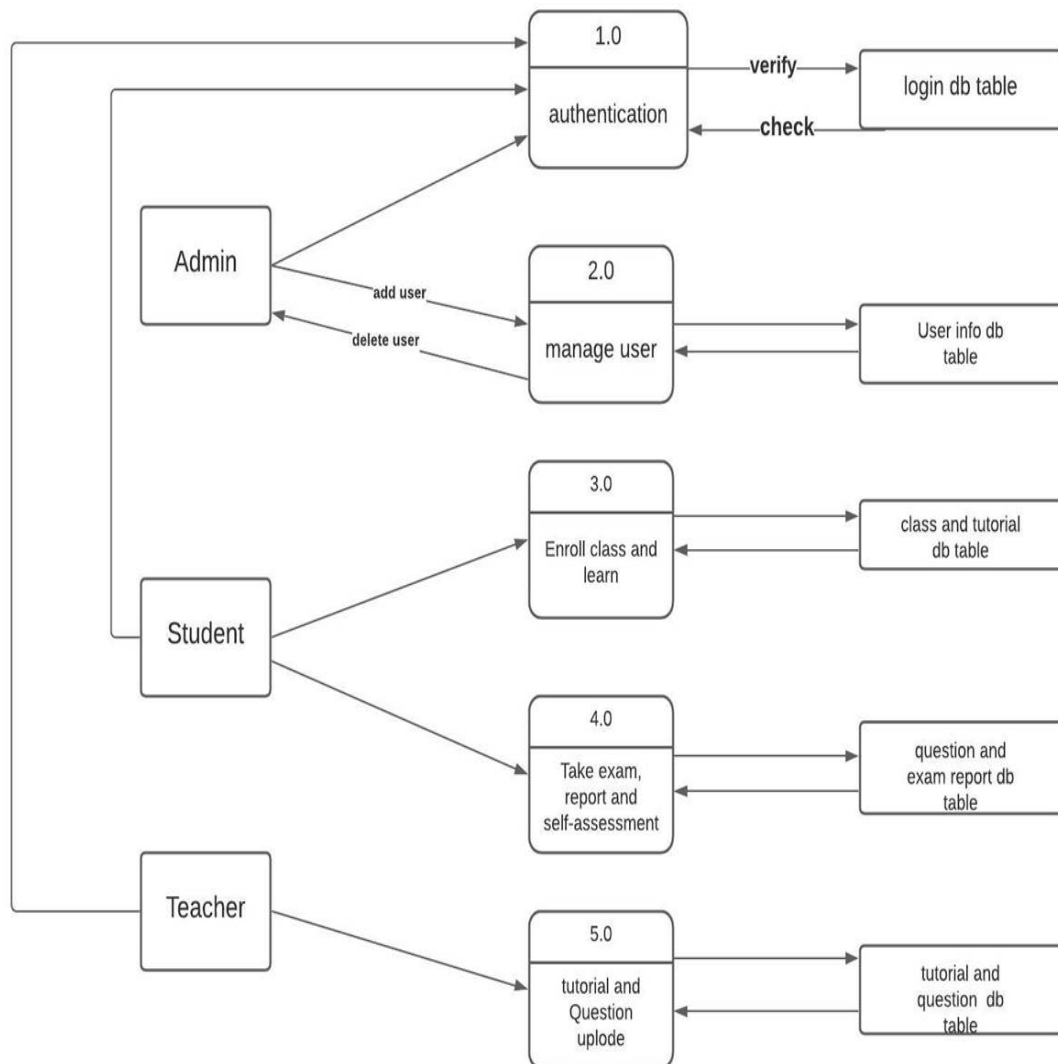 1.0
authentication
verify
check
login db table
Admin
add user
delete user
2.0
manage user
User info db
table
3.0
Enroll class and
learn
class and tutorial
db table
Student
4.0
Take exam,
report and
self-assessment
question and
exam report db
table
Teacher
5.0
tutorial and
Question
uplode
tutorial and
question db
table